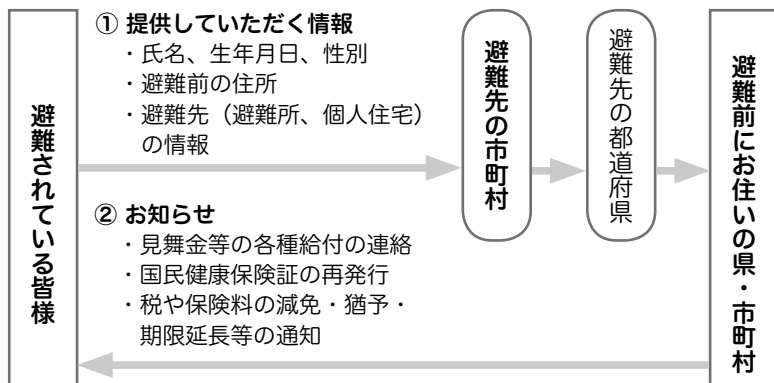 避難されている皆様
① 提供していただく情報
・氏名、生年月日、性別
・避難前の住所
・避難先（避難所、個人住宅）
の情報
避難先の市町村
避難先の都道府県
避難前にお住いの県・市町村
② お知らせ
・見舞金等の各種給付の連絡
・国民健康保険証の再発行
・税や保険料の減免・猶予・
期限延長等の通知